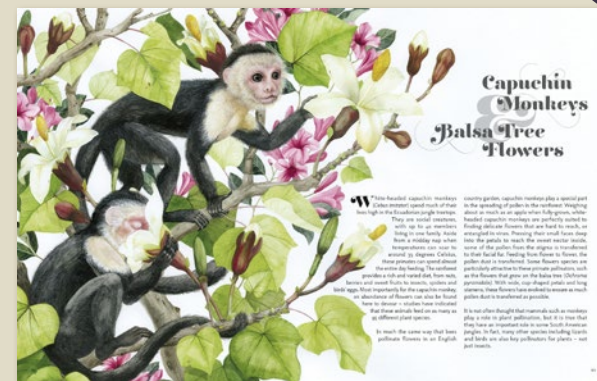 Capuchin
&
Monkeys
Balsa Tree
Flowers
White-headed capuchin monkeys
(Cebus imitator) spend much of their
lives high in the Ecuadorian jungle treetops.
They are social creatures,
with up to 40 members
living in one family. Aside
from a midday nap when
temperatures can soar to
around 35 degrees Celsius,
these primates can spend almost
the entire day feeding. The rainforest
provides a rich and varied diet, from nuts,
berries and sweet fruits to insects, spiders and
birds' eggs. Most importantly for the capuchin monkey,
an abundance of flowers can also be found
here to devour – studies have indicated
that these animals feed on as many as
different plant species.
In much the same way that bees
pollinate flowers in an English
country garden, capuchin monkeys play a special part
in the spreading of pollen in the rainforest. Weighing
about as much as an apple when fully-grown, white-
headed capuchin monkeys are perfectly suited to
finding delicate flowers that are hard to reach, as
entangled in vines. Pressing their small faces deep
into the petals to reach the sweet nectar inside,
some of the pollen from the stigma is transferred
to their facial fur. Feeding from flower to flower, the
pollen dust is transferred. Some flowers species are
particularly attractive to these primate pollinators, such
as the flowers that grow on the balsa tree (Ochroma
pyramidale). With wide, cup-shaped petals and long
stamens, these flowers have evolved to ensure as much
pollen dust is transferred as possible.
It is not often thought that mammals such as monkeys
play a role in plant pollination, but it is true that
they have an important role in some South American
jungles. In fact, many other species including lizards
and birds are also key pollinators for plants – not
just insects.